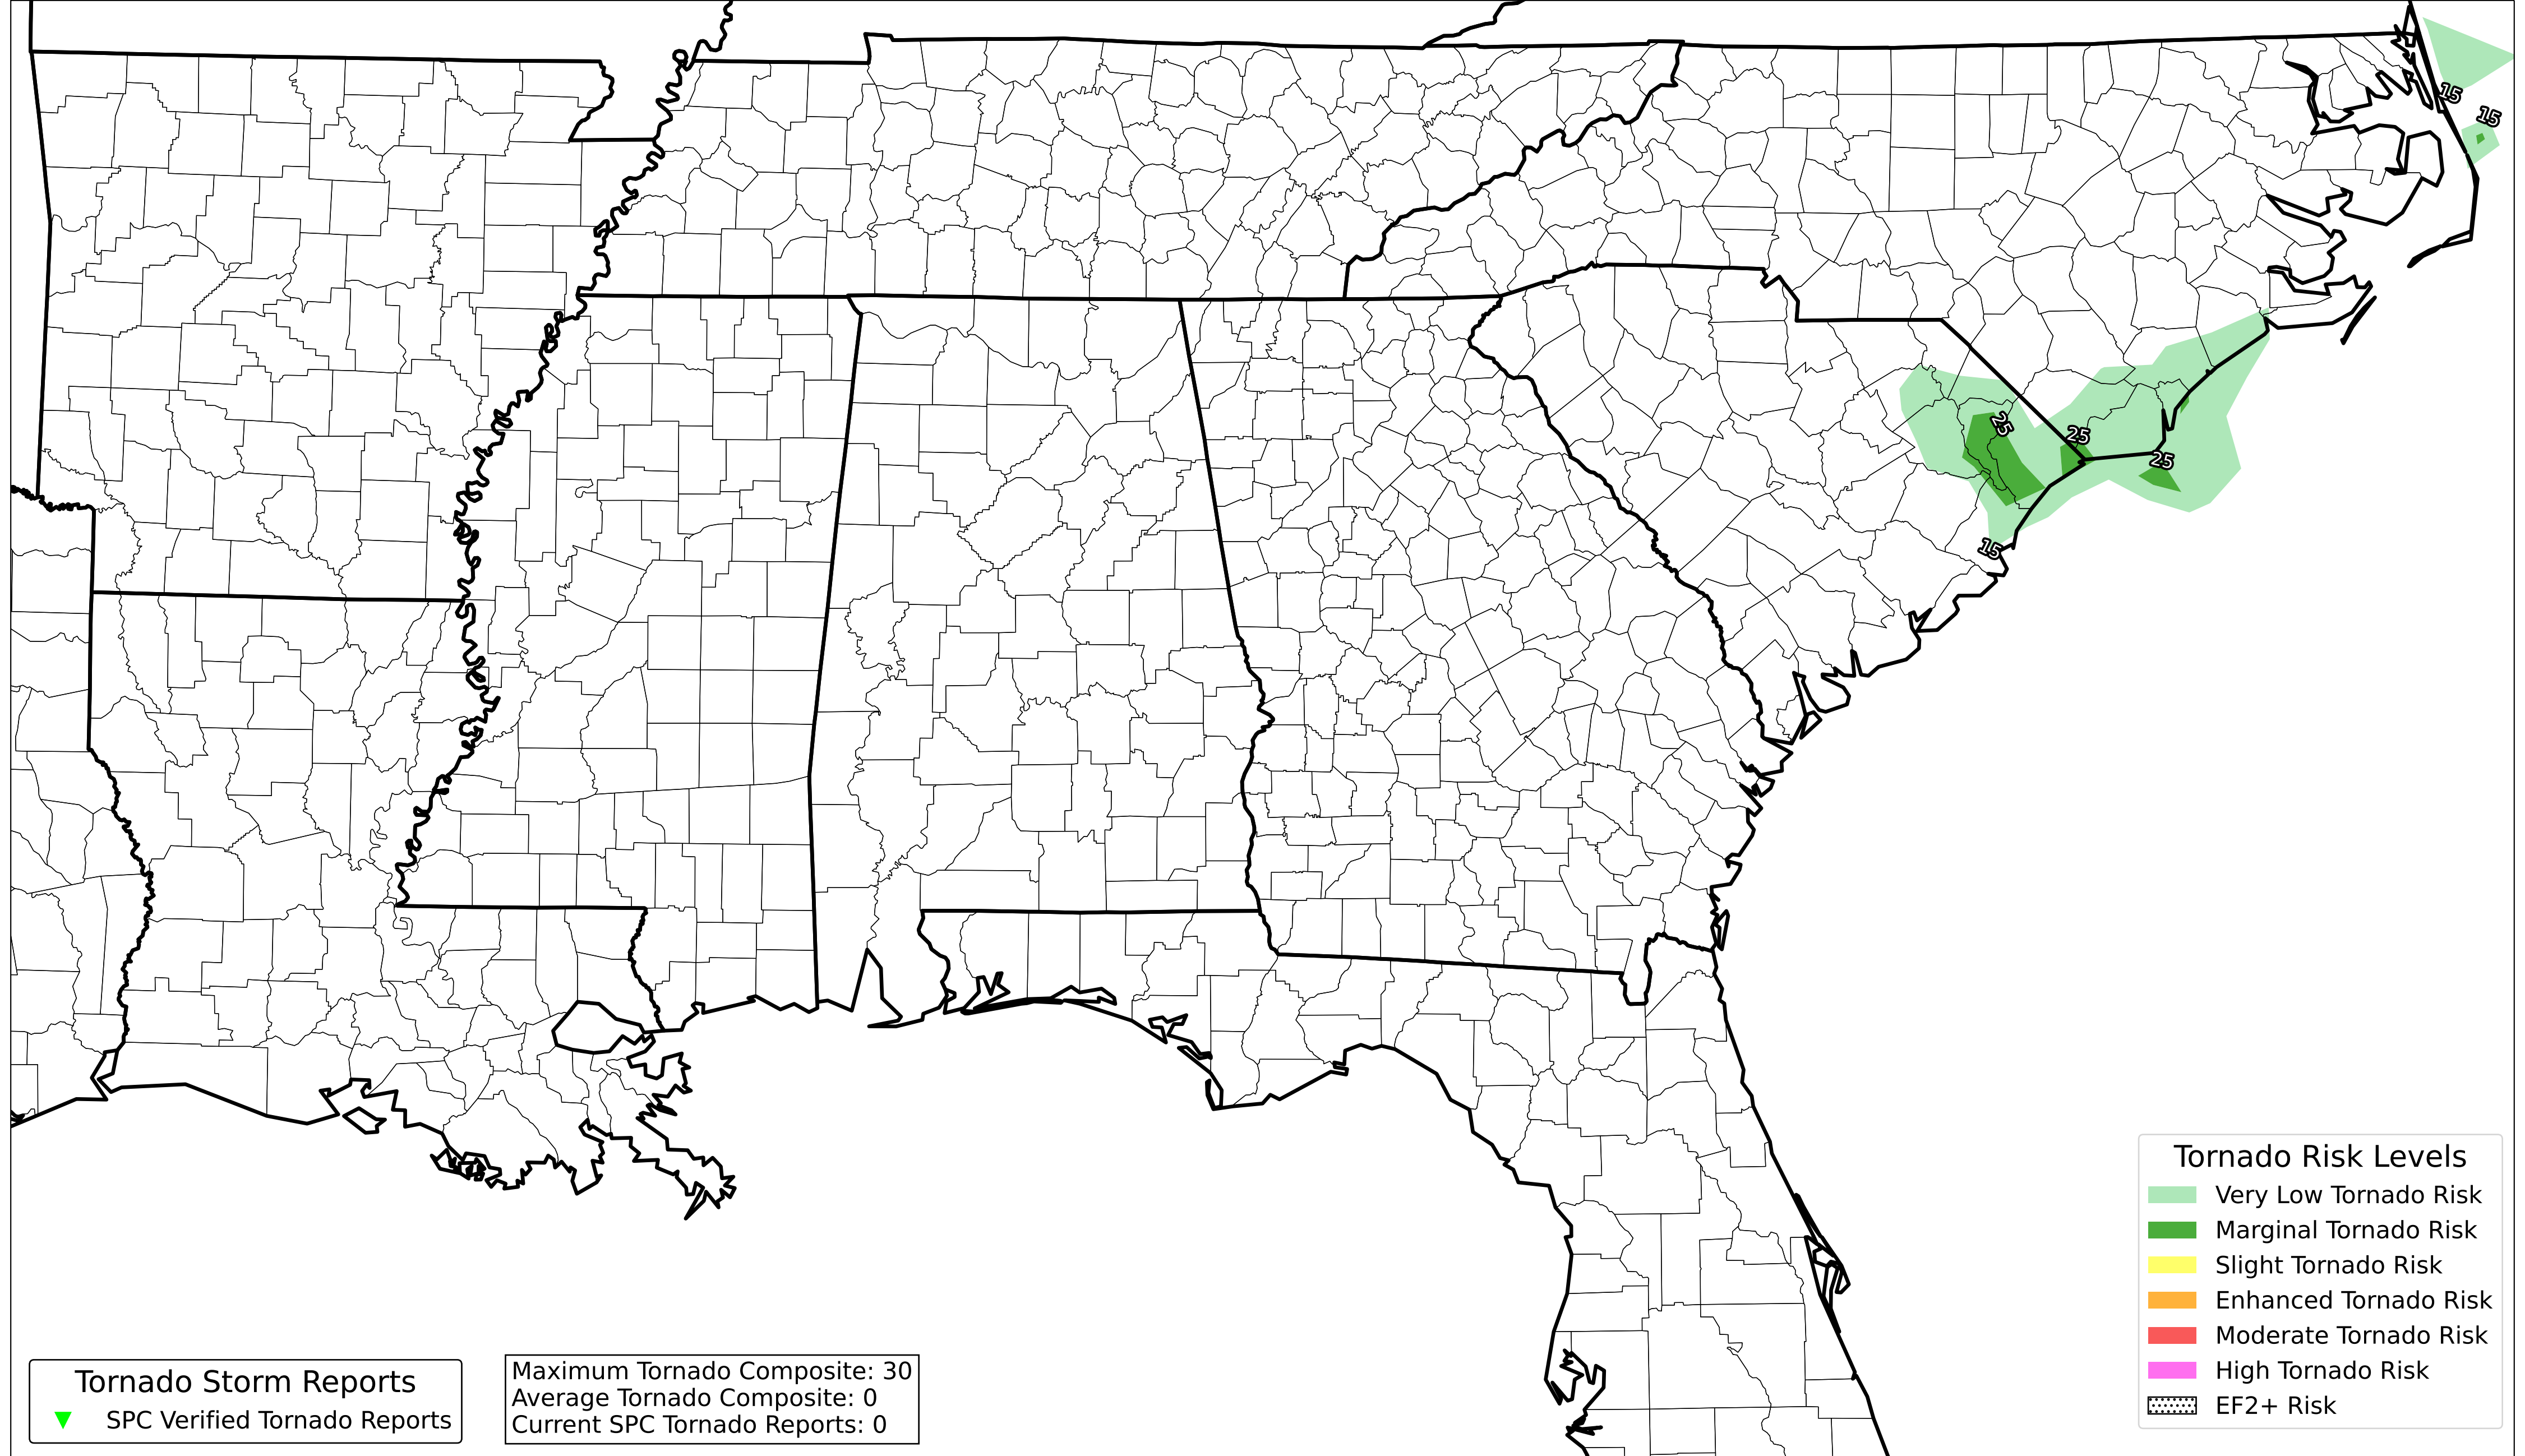 15
15
25
25
25
15
Tornado Risk Levels
Very Low Tornado Risk
Marginal Tornado Risk
Slight Tornado Risk
Enhanced Tornado Risk
Moderate Tornado Risk
High Tornado Risk
EF2+ Risk
Tornado Storm Reports
SPC Verified Tornado Reports
Maximum Tornado Composite: 30
Average Tornado Composite: 0
Current SPC Tornado Reports: 0